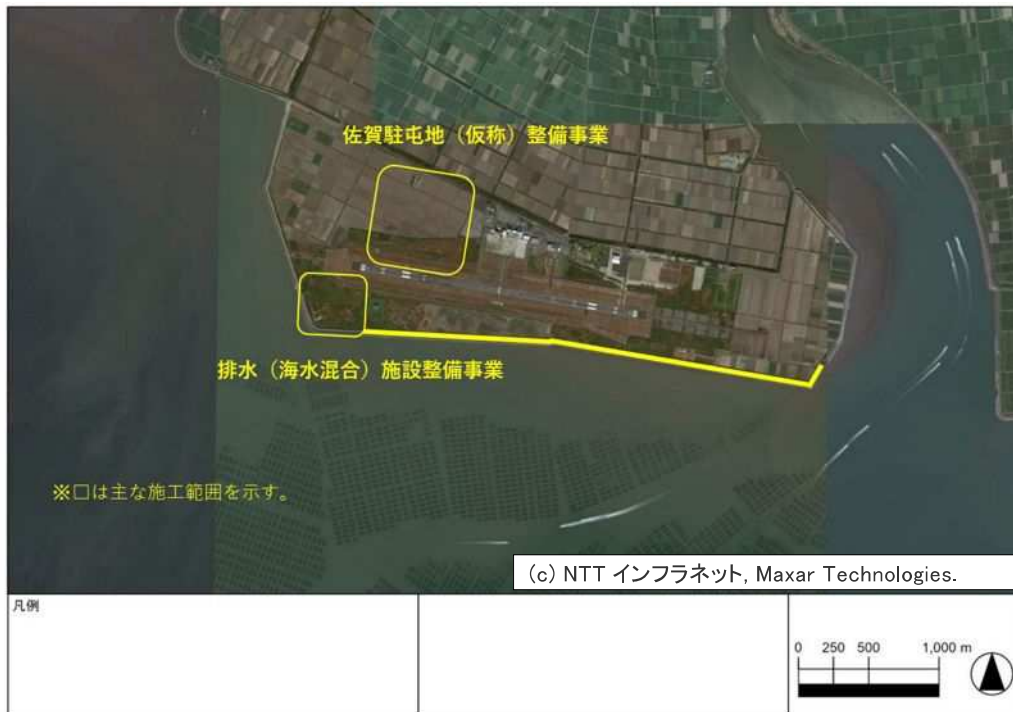 佐賀駐屯地（仮称）整備事業
排水（海水混合）施設整備事業
※□は主な施工範囲を示す。
(c) NTT インフラネット, Maxar Technologies.
凡例
0 250 500 1,000 m